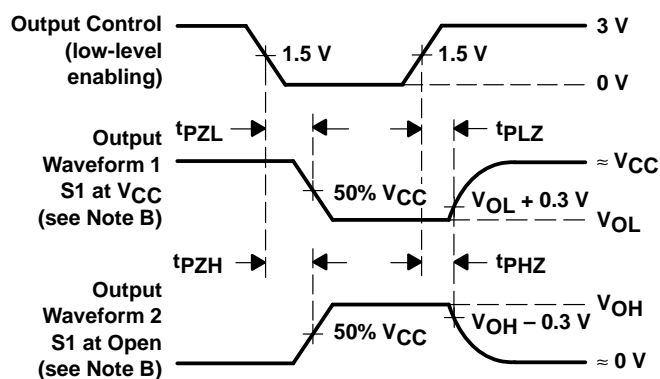 Output Control
(low-level
enabling)
1.5 V
1.5 V
3 V
0 V
tPZL
tPLZ
Output
Waveform 1
S1 at VCC
(see Note B)
50% VCC
VOL + 0.3 V
≈ VCC
VOL
tPZH
tPHZ
Output
Waveform 2
S1 at Open
(see Note B)
50% VCC
VOH – 0.3 V
VOH
≈ 0 V